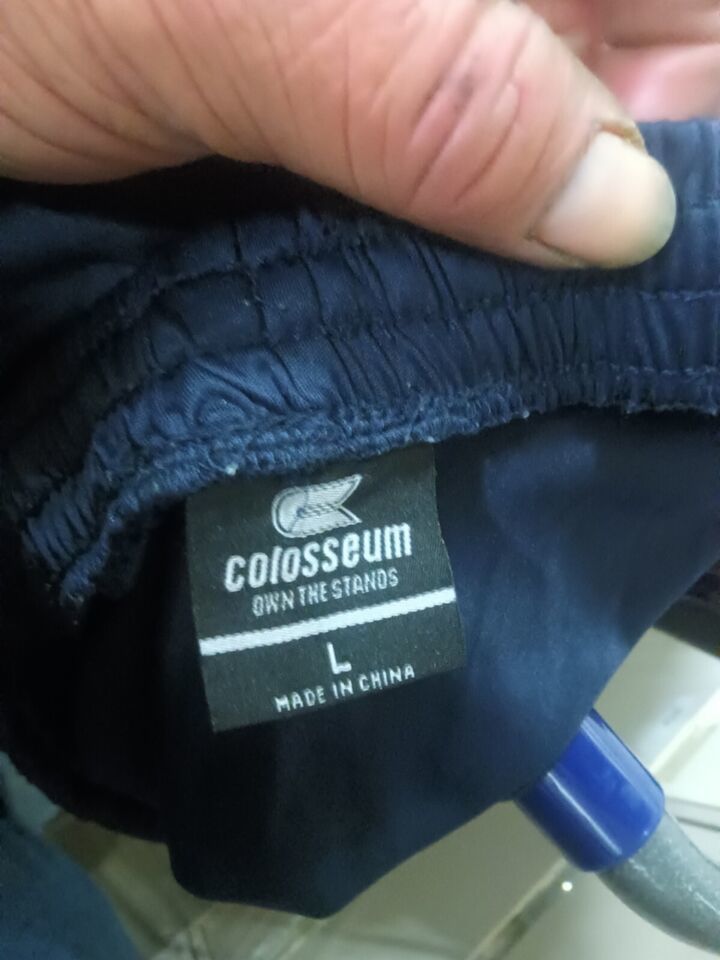 colosseum
OWN THE STANDS
L
MADE IN CHINA